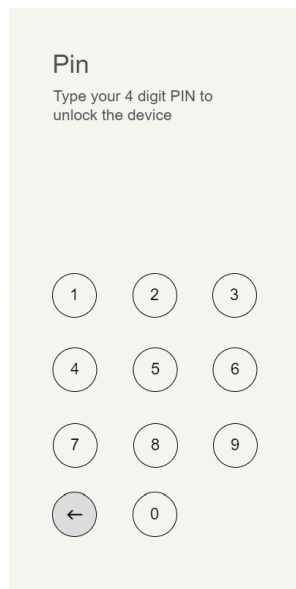 Pin
Type your 4 digit PIN to
unlock the device
1 2 3
4 5 6
7 8 9
← 0